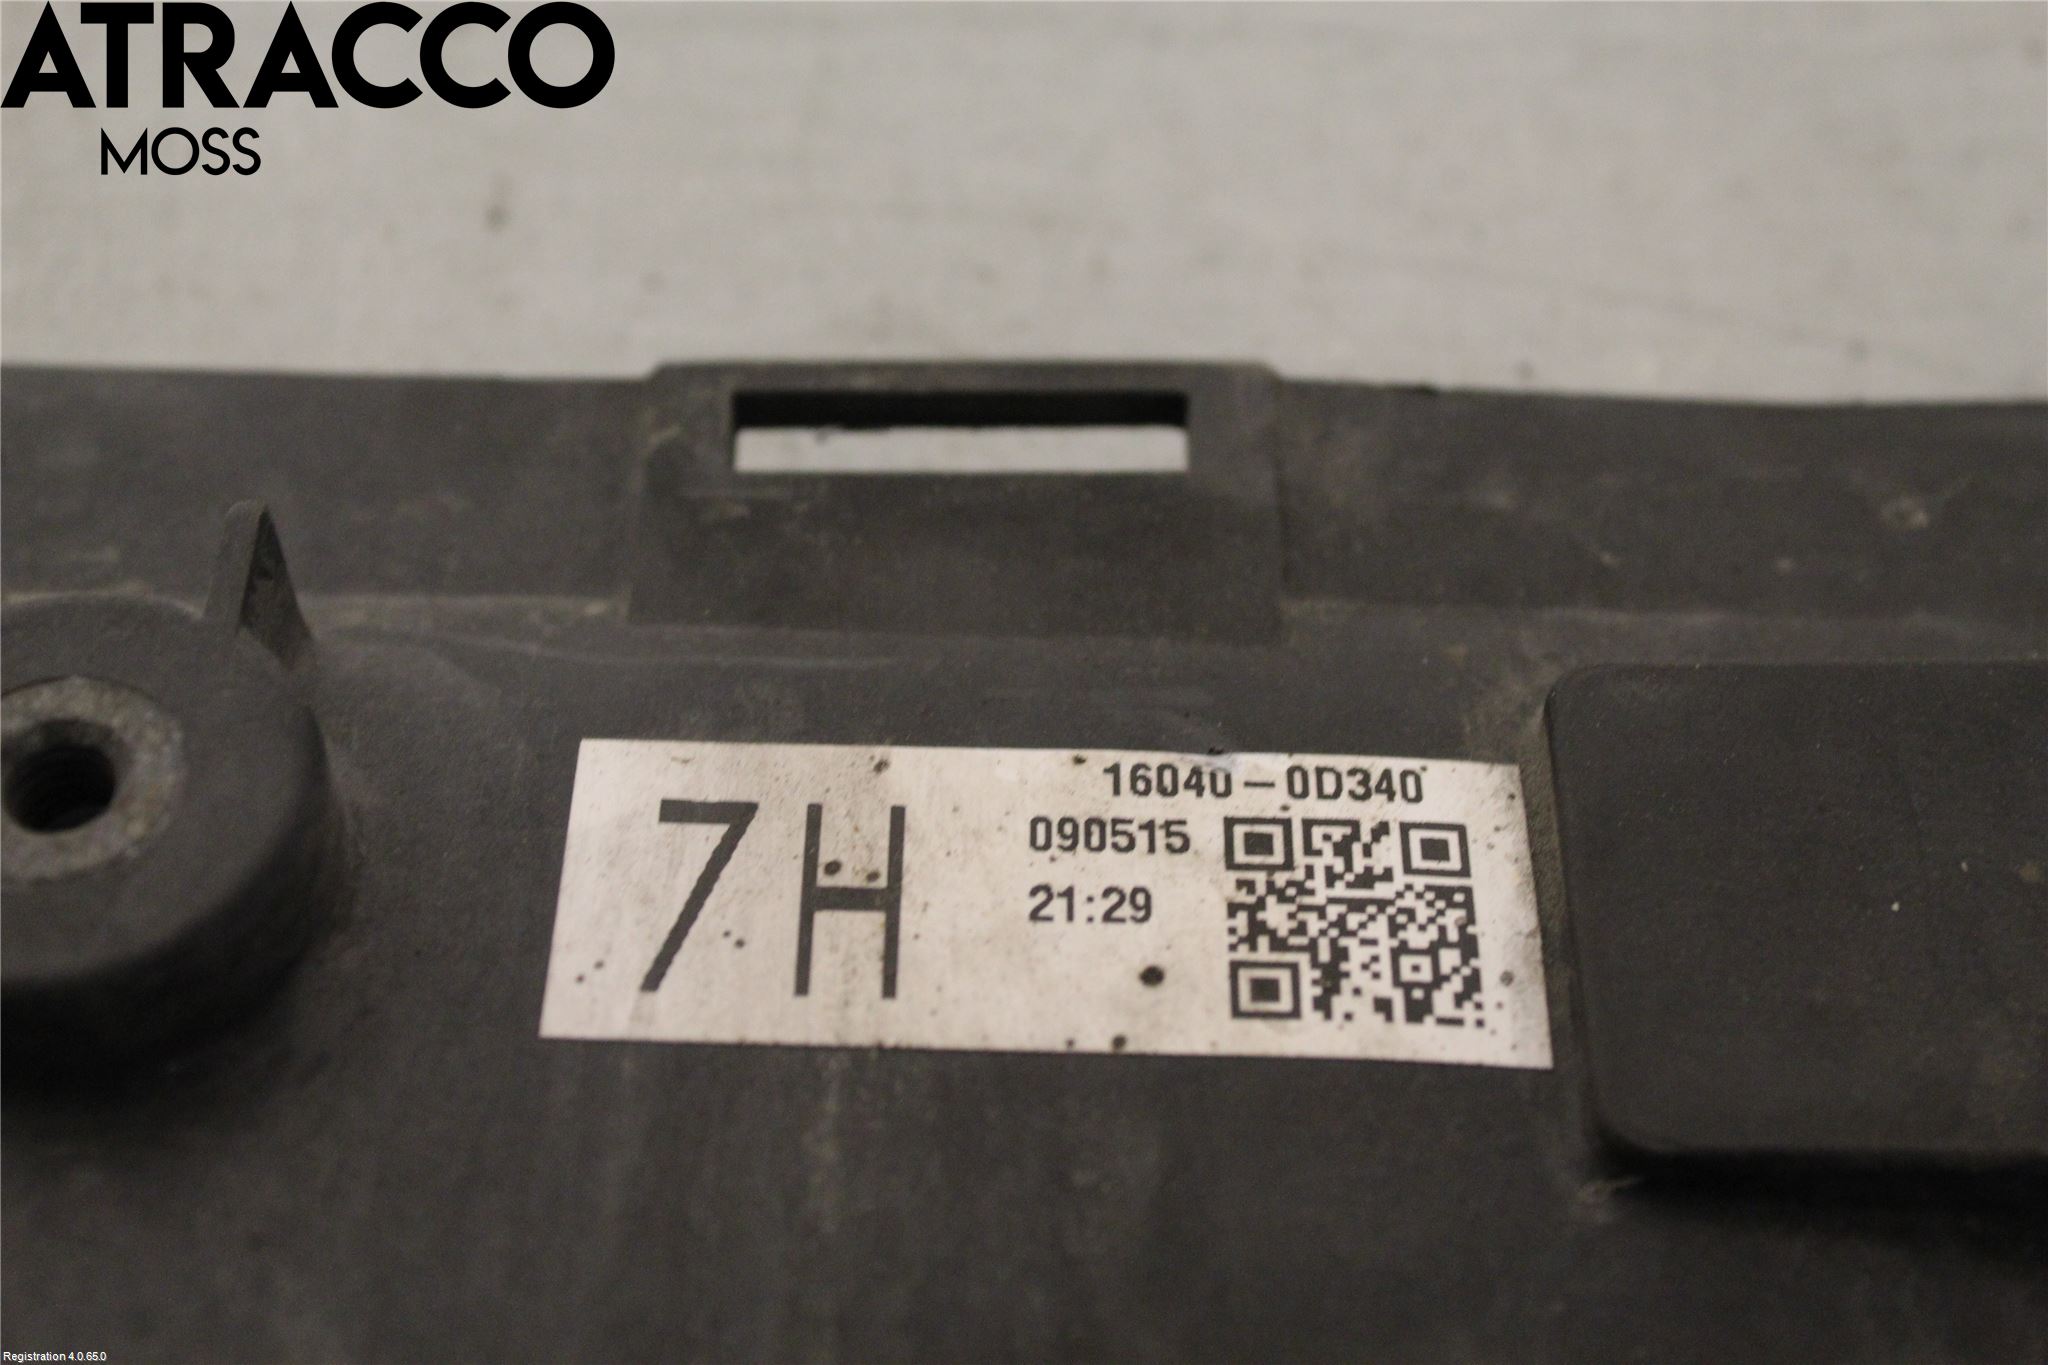 ATRACCO
MOSS
16040-0D340
7H
090515
21:29
Registration 4.0.65.0